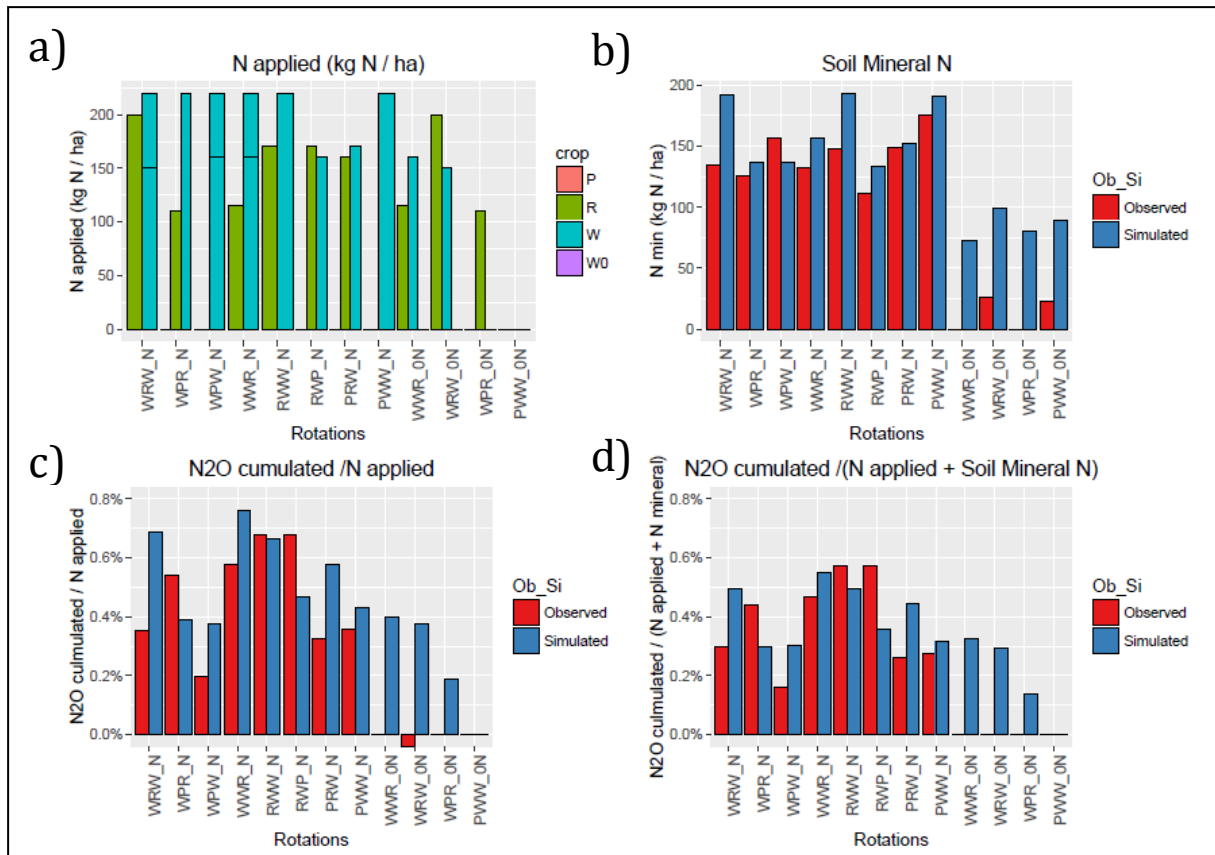 a)
N applied (kg N / ha)
N applied (kg N / ha)
200
150
100
50
0
WRW_N
WPR_N
WPW_N
WWR_N
RWW_N
RWP_N
PRW_N
PWW_N
WWR_0N
WRW_0N
WPR_0N
PWW_0N
Rotations
crop
P
R
W
W0
b)
Soil Mineral N
N min (kg N / ha)
200
150
100
50
0
WRW_N
WPR_N
WPW_N
WWR_N
RWW_N
RWP_N
PRW_N
PWW_N
WWR_0N
WRW_0N
WPR_0N
PWW_0N
Rotations
Ob_Si
Observed
Simulated
c)
N2O cumulated /N applied
N2O culmulated / N applied
0.8%
0.6%
0.4%
0.2%
0.0%
WRW_N
WPR_N
WPW_N
WWR_N
RWW_N
RWP_N
PRW_N
PWW_N
WWR_0N
WRW_0N
WPR_0N
PWW_0N
Rotations
Ob_Si
Observed
Simulated
d)
N2O cumulated /(N applied + Soil Mineral N)
N2O culmulated / (N applied + N mineral)
0.8%
0.6%
0.4%
0.2%
0.0%
WRW_N
WPR_N
WPW_N
WWR_N
RWW_N
RWP_N
PRW_N
PWW_N
WWR_0N
WRW_0N
WPR_0N
PWW_0N
Rotations
Ob_Si
Observed
Simulated